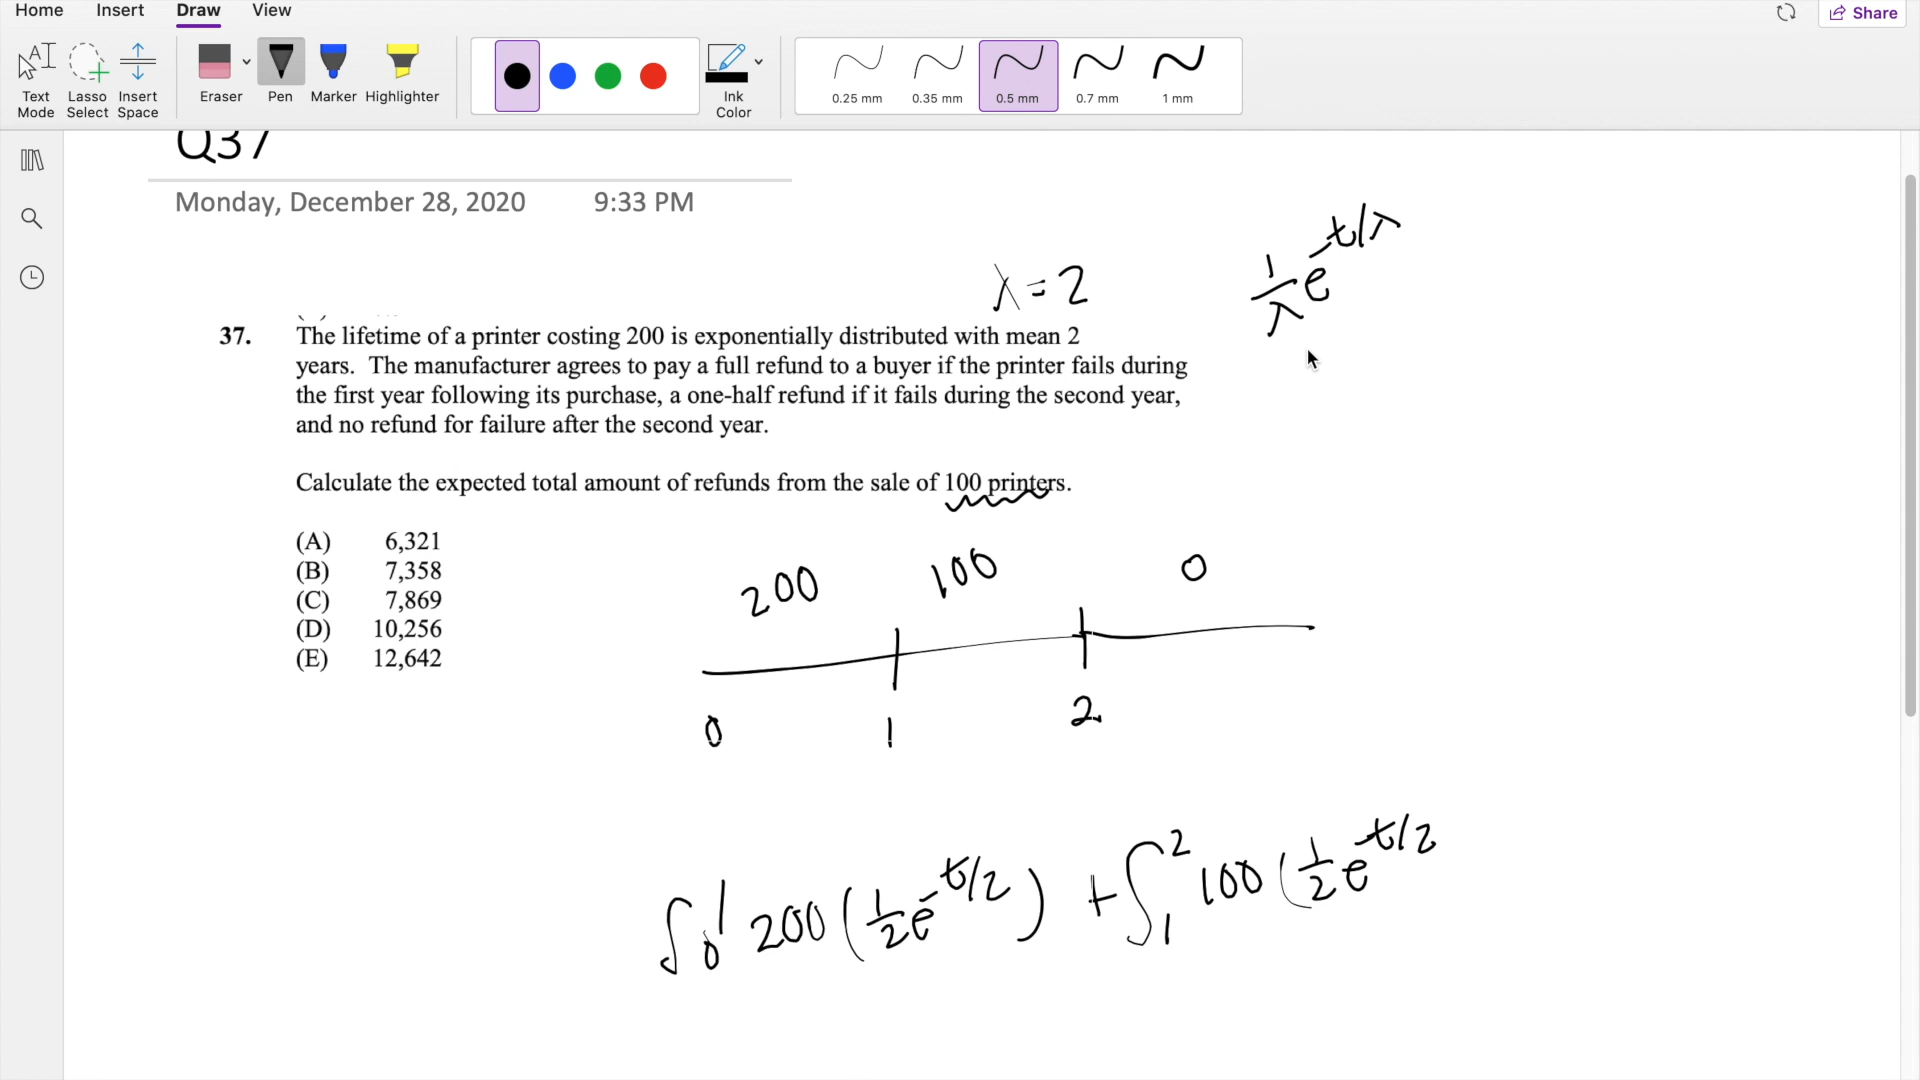 Home Insert Draw View
Share
Text Mode
Lasso Select
Insert Space
Eraser
Pen
Marker
Highlighter
Ink Color
0.25 mm
0.35 mm
0.5 mm
0.7 mm
1 mm
Q37
Monday, December 28, 2020 9:33 PM
λ = 2
1/λ e^-t/λ
37. The lifetime of a printer costing 200 is exponentially distributed with mean 2
years. The manufacturer agrees to pay a full refund to a buyer if the printer fails during
the first year following its purchase, a one-half refund if it fails during the second year,
and no refund for failure after the second year.
Calculate the expected total amount of refunds from the sale of 100 printers.
(A) 6,321
(B) 7,358
(C) 7,869
(D) 10,256
(E) 12,642
200 100 0
0 1 2
∫_0^1 200 (1/2 e^-t/2) + ∫_1^2 100 (1/2 e^-t/2